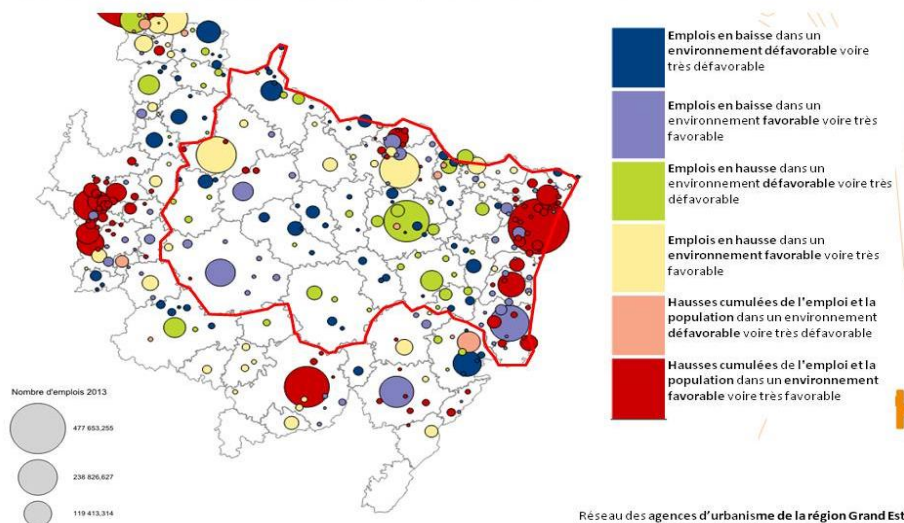 Emplois en baisse dans un
environnement défavorable voire
très défavorable
Emplois en baisse dans un
environnement favorable voire très
favorable
Emplois en hausse dans un
environnement défavorable voire très
défavorable
Emplois en hausse dans un
environnement favorable voire très
favorable
Hausses cumulées de l'emploi et la
population dans un environnement
défavorable voire très défavorable
Hausses cumulées de l'emploi et la
population dans un environnement
favorable voire très favorable
Nombre d'emplois 2013
477 653,255
238 826,627
119 413,314
Réseau des agences d'urbanisme de la région Grand Est